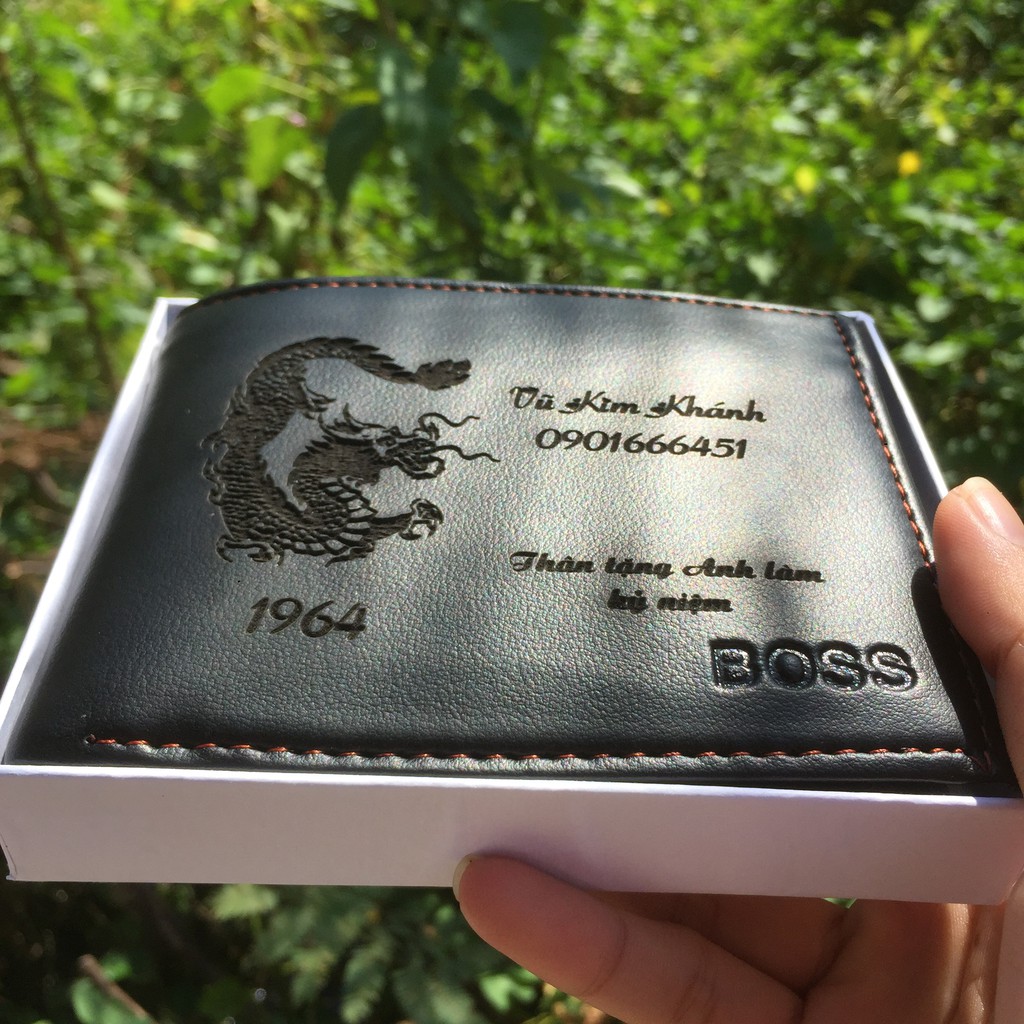 Vũ Kim Khánh
0901666451
1964
Thân tặng Anh làm
kỷ niệm
BOSS